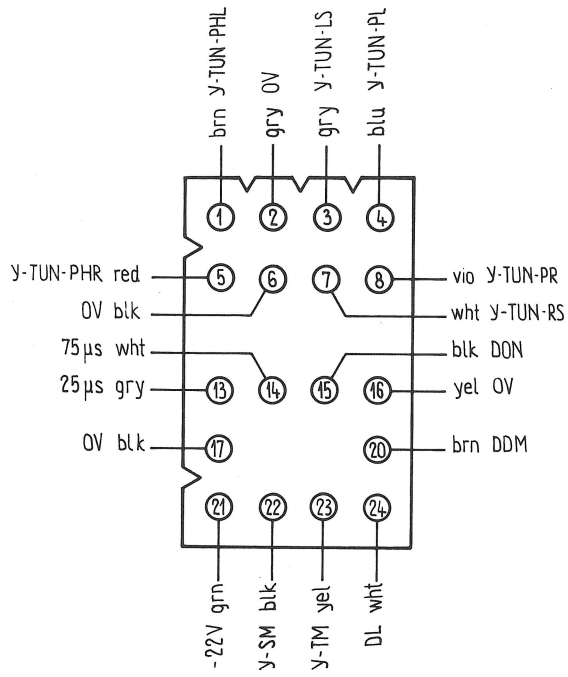 brn Y-TUN-PHL
gry 0V
gry Y-TUN-LS
blu Y-TUN-PL
1
2
3
4
Y-TUN-PHR red
5
6
7
8
vio Y-TUN-PR
0V blk
wht Y-TUN-RS
75µs wht
blk DON
25µs gry
13
14
15
16
yel 0V
0V blk
17
20
brn DDM
21
22
23
24
-22V grn
Y-SM blk
Y-TM yel
DL wht